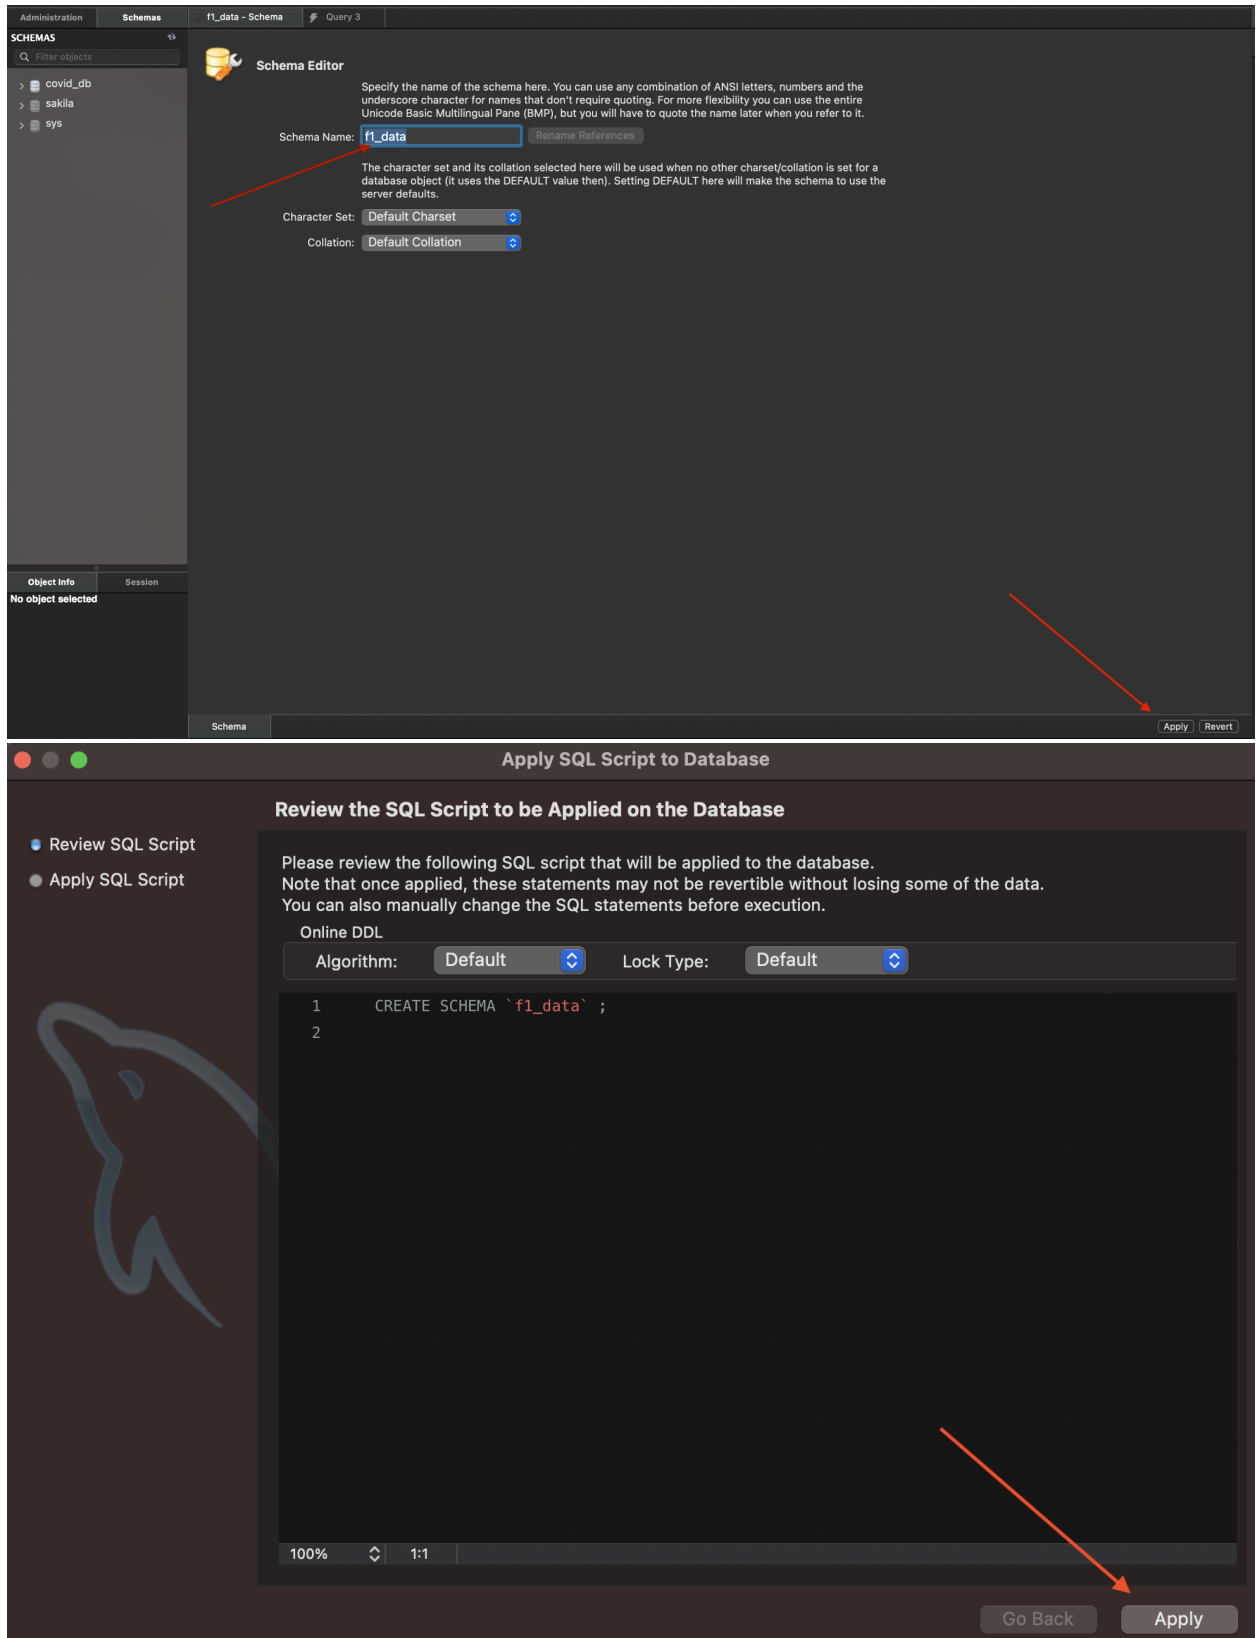 Administration Schemas f1_data - Schema Query 3
SCHEMAS
Filter objects
covid_db
sakila
sys
Schema Editor
Specify the name of the schema here. You can use any combination of ANSI letters, numbers and the
underscore character for names that don't require quoting. For more flexibility you can use the entire
Unicode Basic Multilingual Pane (BMP), but you will have to quote the name later when you refer to it.
Schema Name: f1_data Rename References
The character set and its collation selected here will be used when no other charset/collation is set for a
database object (it uses the DEFAULT value then). Setting DEFAULT here will make the schema to use the
server defaults.
Character Set: Default Charset
Collation: Default Collation
Object Info Session
No object selected
Schema
Apply Revert
Apply SQL Script to Database
Review the SQL Script to be Applied on the Database
Review SQL Script
Apply SQL Script
Please review the following SQL script that will be applied to the database.
Note that once applied, these statements may not be revertible without losing some of the data.
You can also manually change the SQL statements before execution.
Online DDL
Algorithm: Default Lock Type: Default
1 CREATE SCHEMA `f1_data` ;
2
100% 1:1
Go Back Apply